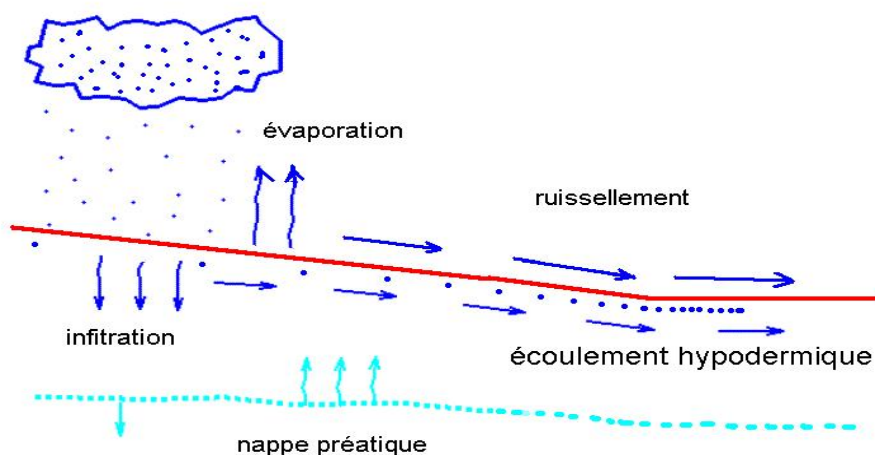 évaporation
ruissellement
infitration
écoulement hypodermique
nappe préatique